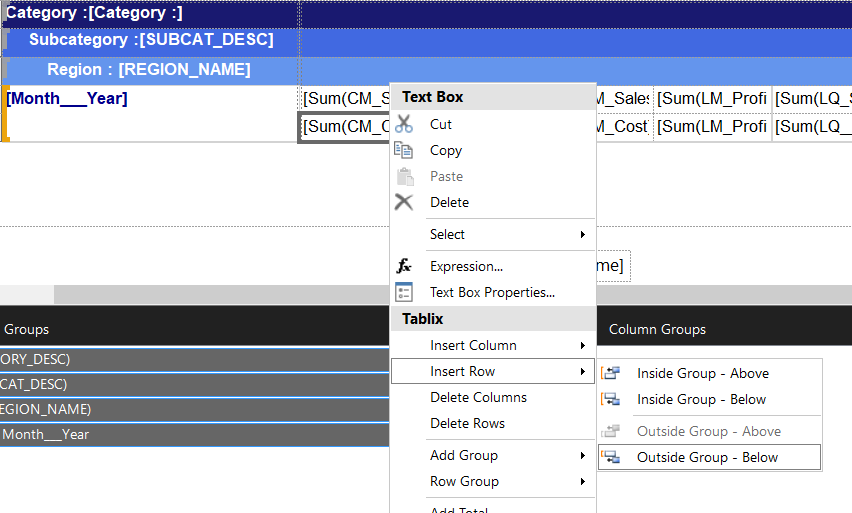 Category :[Category :]
Subcategory :[SUBCAT_DESC]
Region : [REGION_NAME]
[Month___Year] [Sum(CM_S M_Sales [Sum(LM_Profi [Sum(LQ_S
[Sum(CM_C M_Cost) [Sum(LM_Profi [Sum(LQ_
Text Box
Cut
Copy
Paste
Delete
Select
Expression...
me]
Text Box Properties...
Tablix
Groups
Column Groups
Insert Column
ORY_DESC)
Insert Row
Inside Group - Above
CAT_DESC)
Delete Columns
Inside Group - Below
EGION_NAME)
Delete Rows
Outside Group - Above
Month___Year
Add Group
Outside Group - Below
Row Group
Add Total